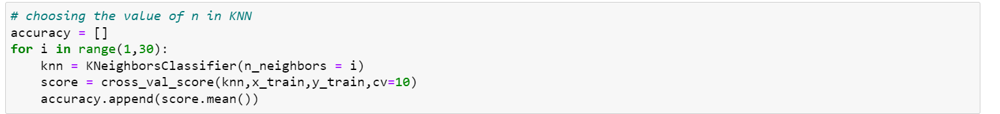 # choosing the value of n in KNN
accuracy = []
for i in range(1,30):
    knn = KNeighborsClassifier(n_neighbors = i)
    score = cross_val_score(knn,x_train,y_train,cv=10)
    accuracy.append(score.mean())